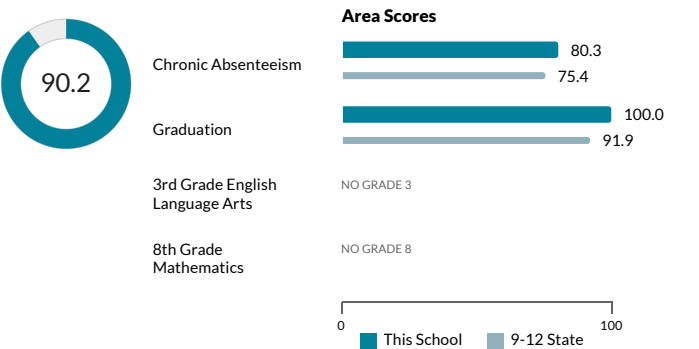 Area Scores
90.2
Chronic Absenteeism
80.3
75.4
Graduation
100.0
91.9
3rd Grade English
Language Arts
NO GRADE 3
8th Grade
Mathematics
NO GRADE 8
0
100
This School
9-12 State